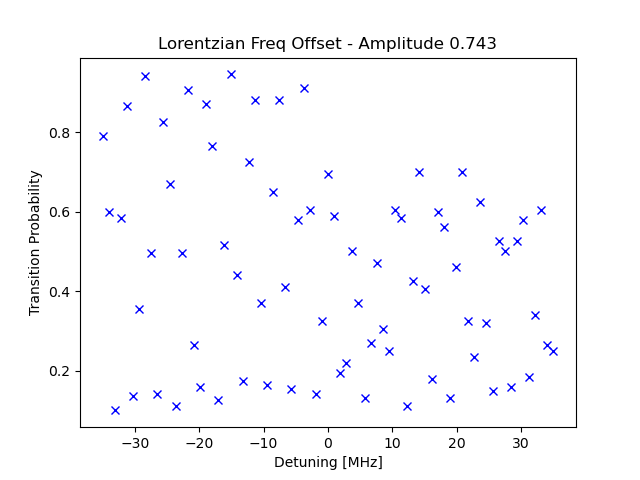 Lorentzian Freq Offset - Amplitude 0.743
Transition Probability
0.8
0.6
0.4
0.2
−30 −20 −10 0 10 20 30
Detuning [MHz]